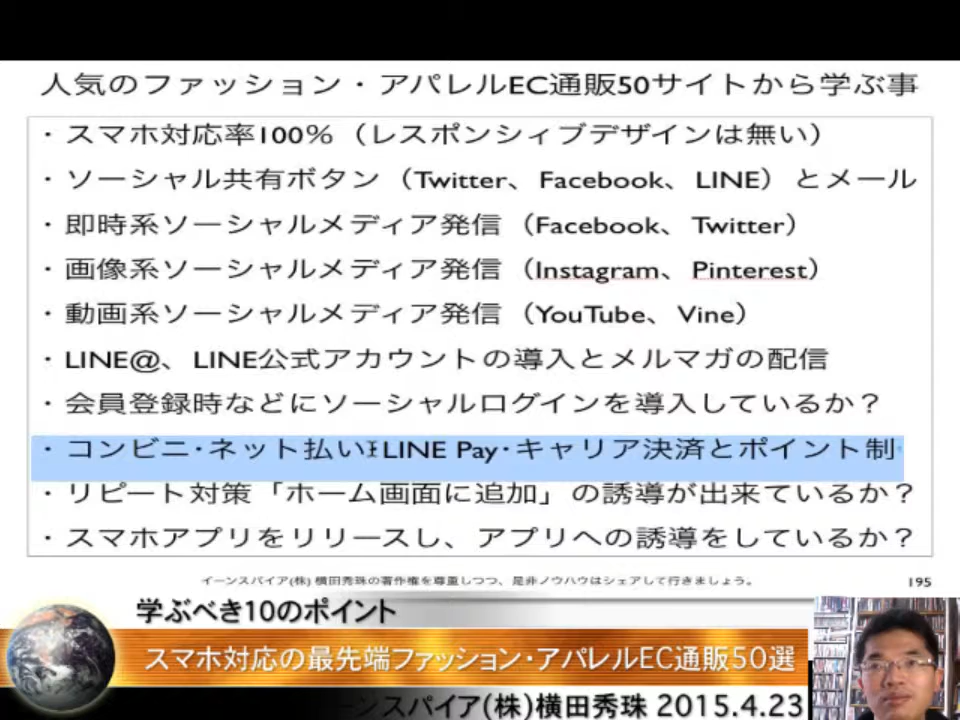 人気のファッション・アパレルEC通販50サイトから学ぶ事
・スマホ対応率100%（レスポンシィブデザインは無い）
・ソーシャル共有ボタン（Twitter、Facebook、LINE）とメール
・即時系ソーシャルメディア発信（Facebook、Twitter）
・画像系ソーシャルメディア発信（Instagram、Pinterest）
・動画系ソーシャルメディア発信（YouTube、Vine）
・LINE@、LINE公式アカウントの導入とメルマガの配信
・会員登録時などにソーシャルログインを導入しているか？
・コンビニ・ネット払い・LINE Pay・キャリア決済とポイント制
・リピート対策「ホーム画面に追加」の誘導が出来ているか？
・スマホアプリをリリースし、アプリへの誘導をしているか？
イーンスパイア(株) 横田秀珠の著作権を尊重しつつ、是非ノウハウはシェアして行きましょう。
195
学ぶべき10のポイント
スマホ対応の最先端ファッション・アパレルEC通販50選
イーンスパイア(株)横田秀珠 2015.4.23